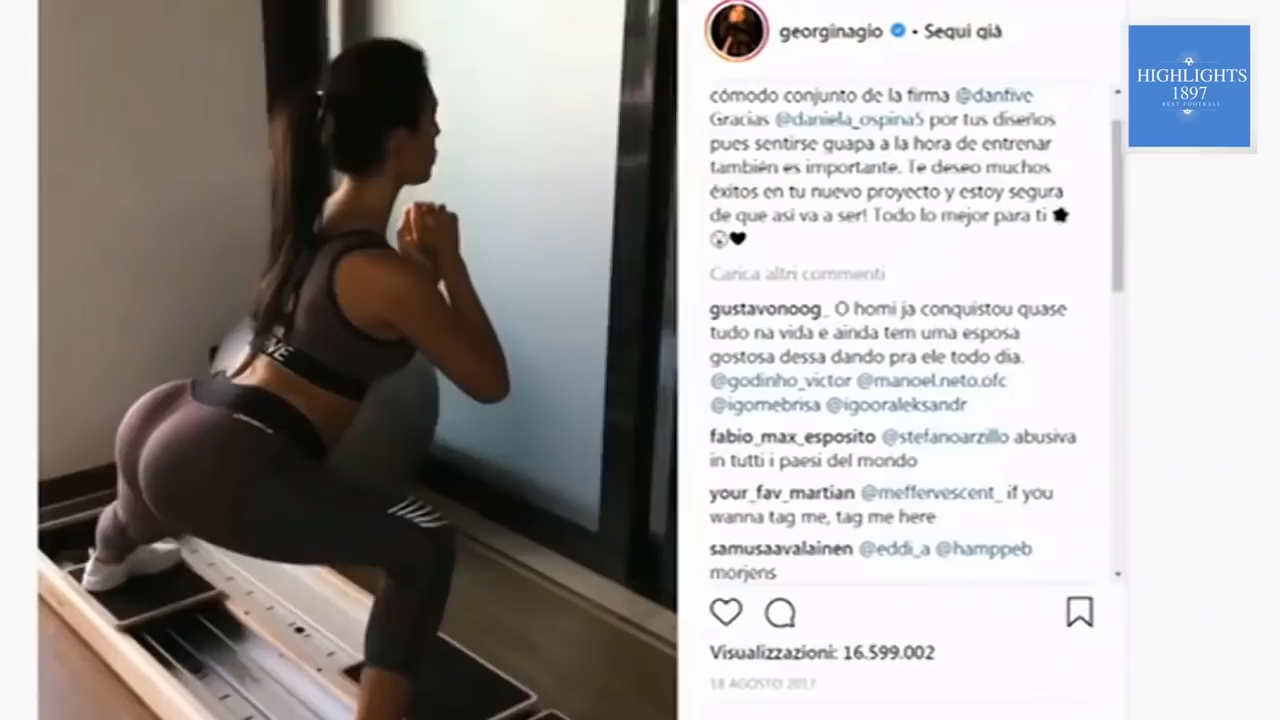 georginagio • Segui già
cómodo conjunto de la firma @danfive
Gracias @daniela_ospina5 por tus diseños
pues sentirse guapa a la hora de entrenar
también es importante. Te deseo muchos
éxitos en tu nuevo proyecto y estoy segura
de que así va a ser! Todo lo mejor para ti
Carica altri commenti
gustavonoog_ O homi ja conquistou quase
tudo na vida e ainda tem uma esposa
gostosa dessa dando pra ele todo dia.
@godinho_victor @manoel.neto.ofc
@igornebrisa @igooraleksandr
fabio_max_esposito @stefanoarzillo abusiva
in tutti i paesi del mondo
your_fav_martian @meffervescent_ if you
wanna tag me, tag me here
samusaavalainen @eddi_a @hamppeb
morjens
Visualizzazioni: 16.599.002
18 AGOSTO 2017
HIGHLIGHTS
1897
BEST FOOTBALL